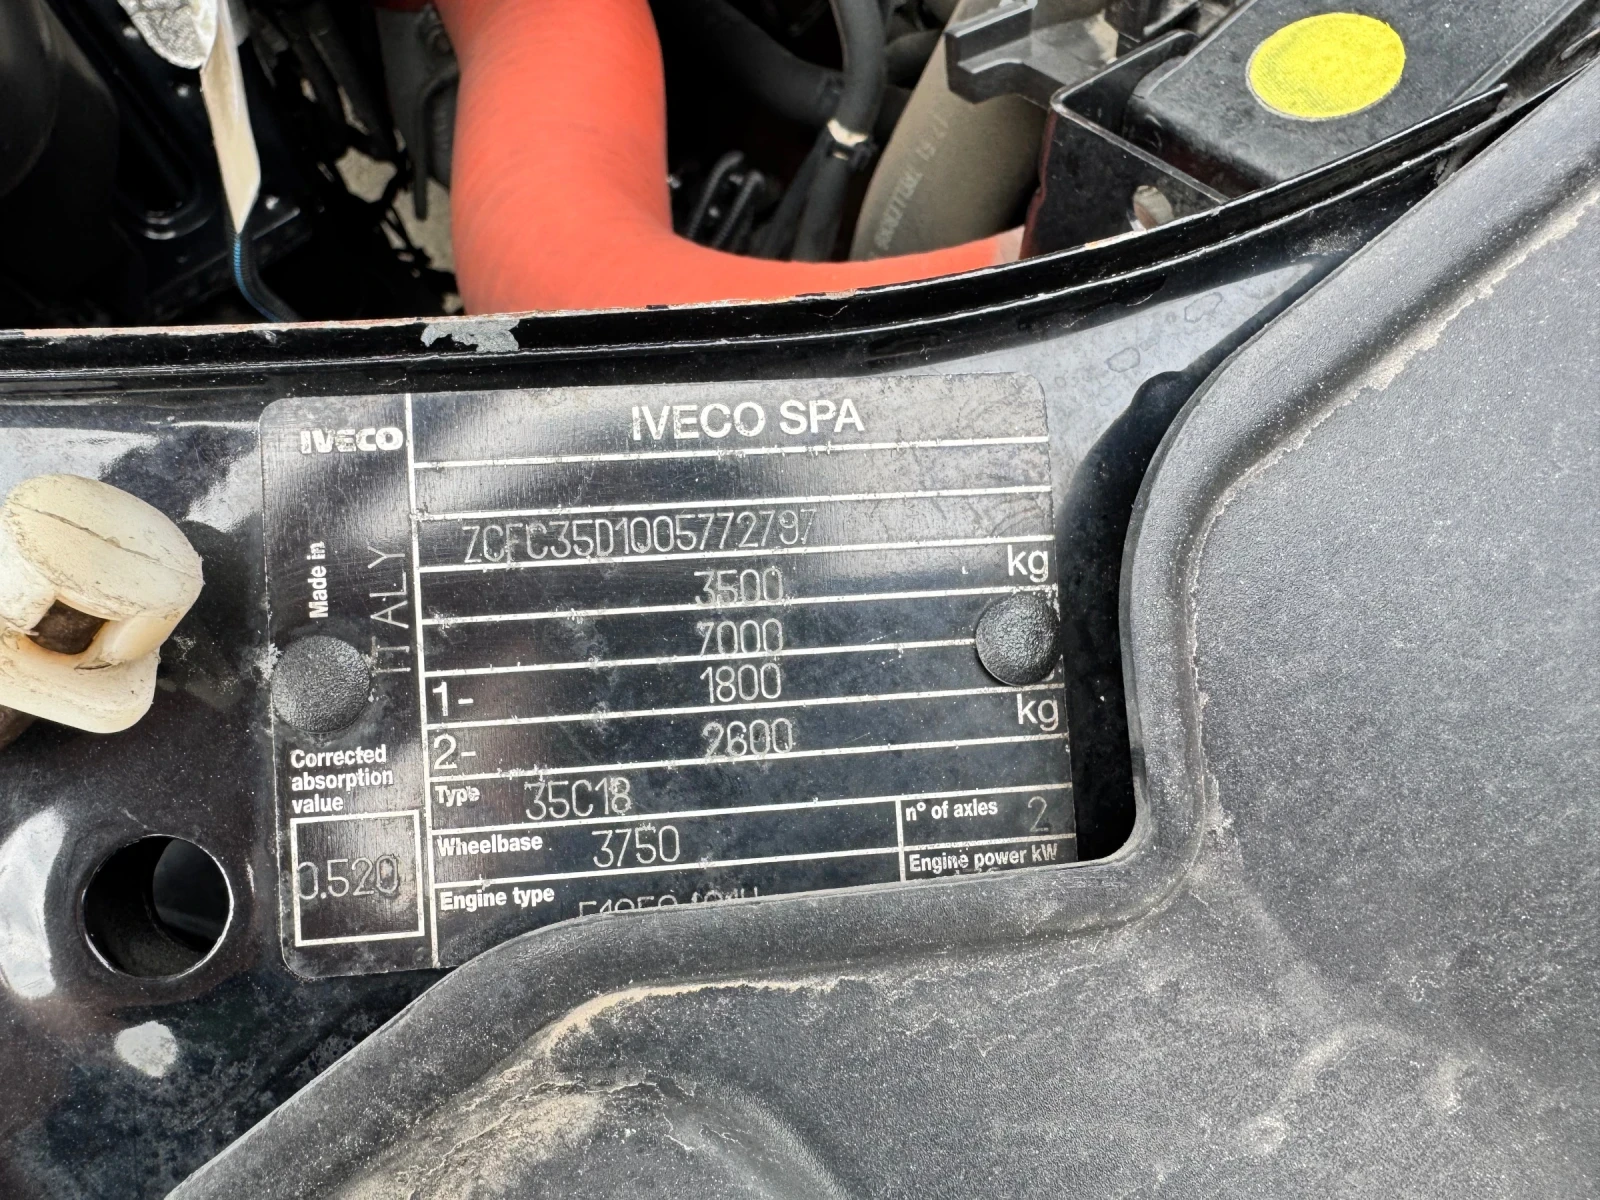 IVECO
IVECO SPA
Made in ITALY
ZCFC35D1005772797
3500 kg
7000
1- 1800
2- 2600 kg
Type 35C18
Corrected
absorption
value
0.520
Wheelbase 3750
n° of axles 2
Engine type
Engine power kW